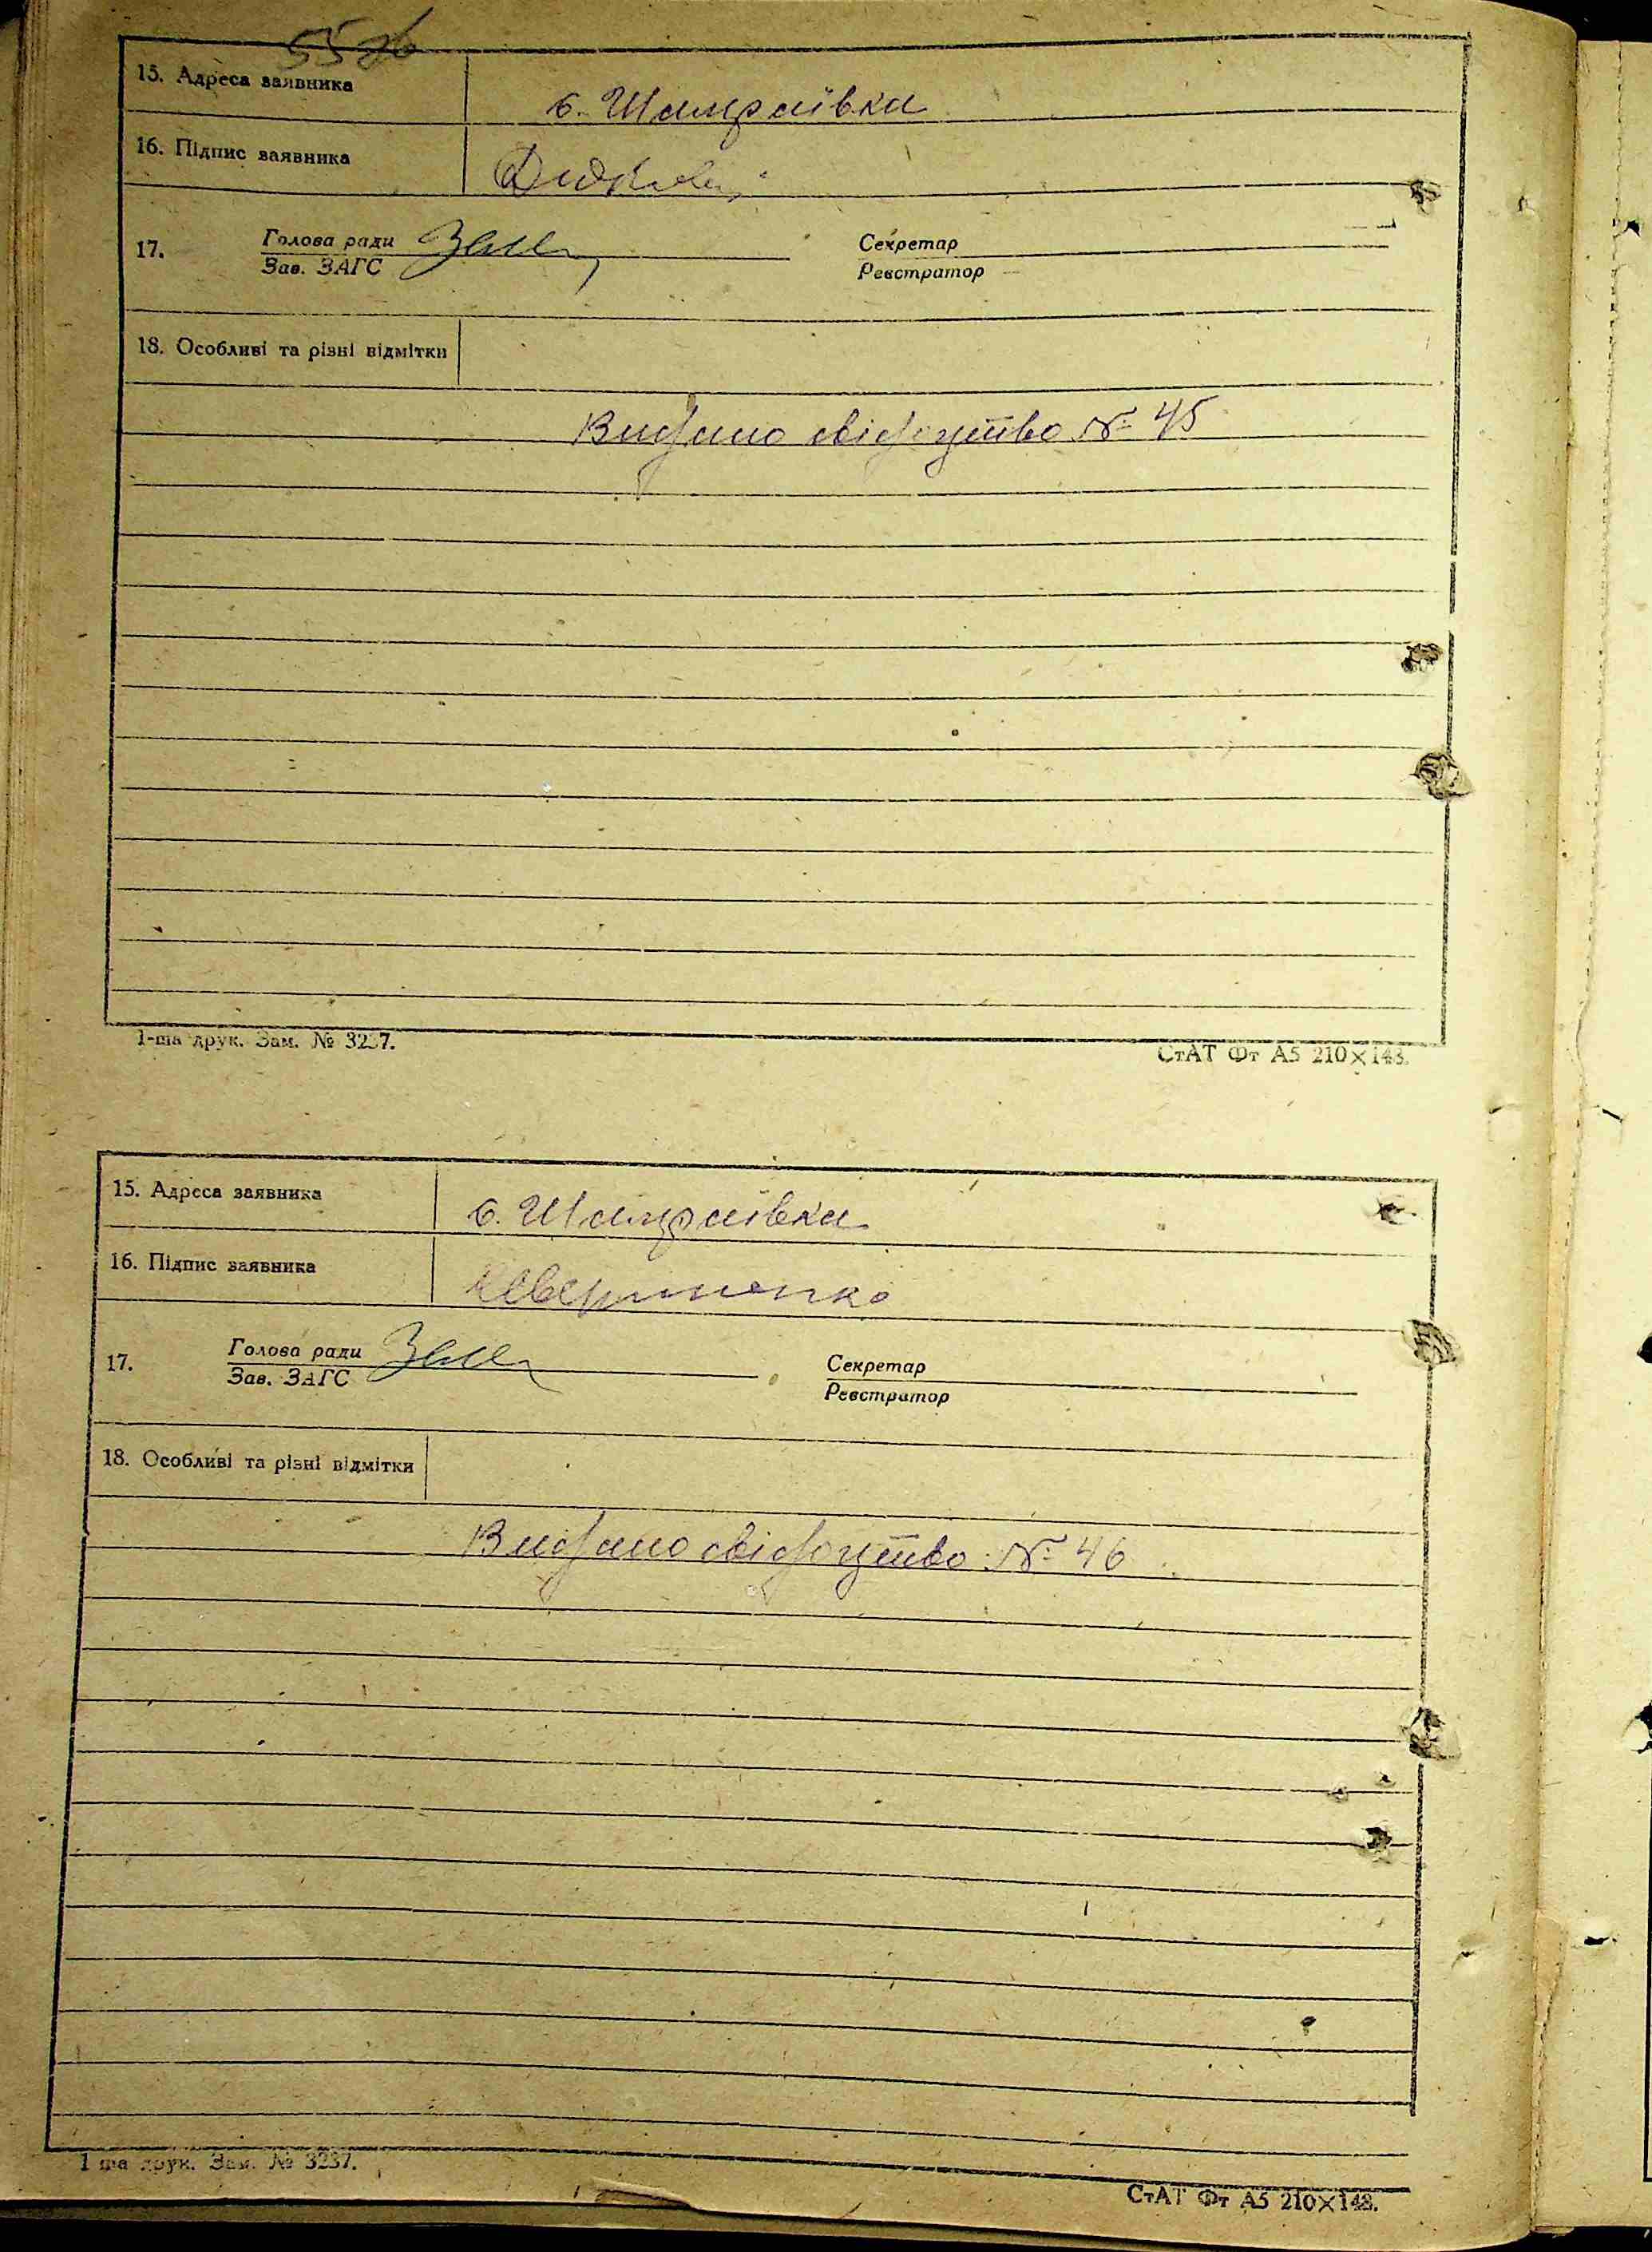 55 зв
15. Адреса заявника
с. Шамраївка
16. Підпис заявника
17. Голова ради
Зав. ЗАГС
Секретар
Реєстратор
18. Особливі та різні відмітки
Видано свідоцтво № 45
1-ша друк. Зам. № 3237.
СтАТ Фт А5 210×148.
15. Адреса заявника
с. Шамраївка
16. Підпис заявника
17. Голова ради
Зав. ЗАГС
Секретар
Реєстратор
18. Особливі та різні відмітки
Видано свідоцтво № 46
1 ша друк. Зам. № 3237.
СтАТ Фт А5 210×148.